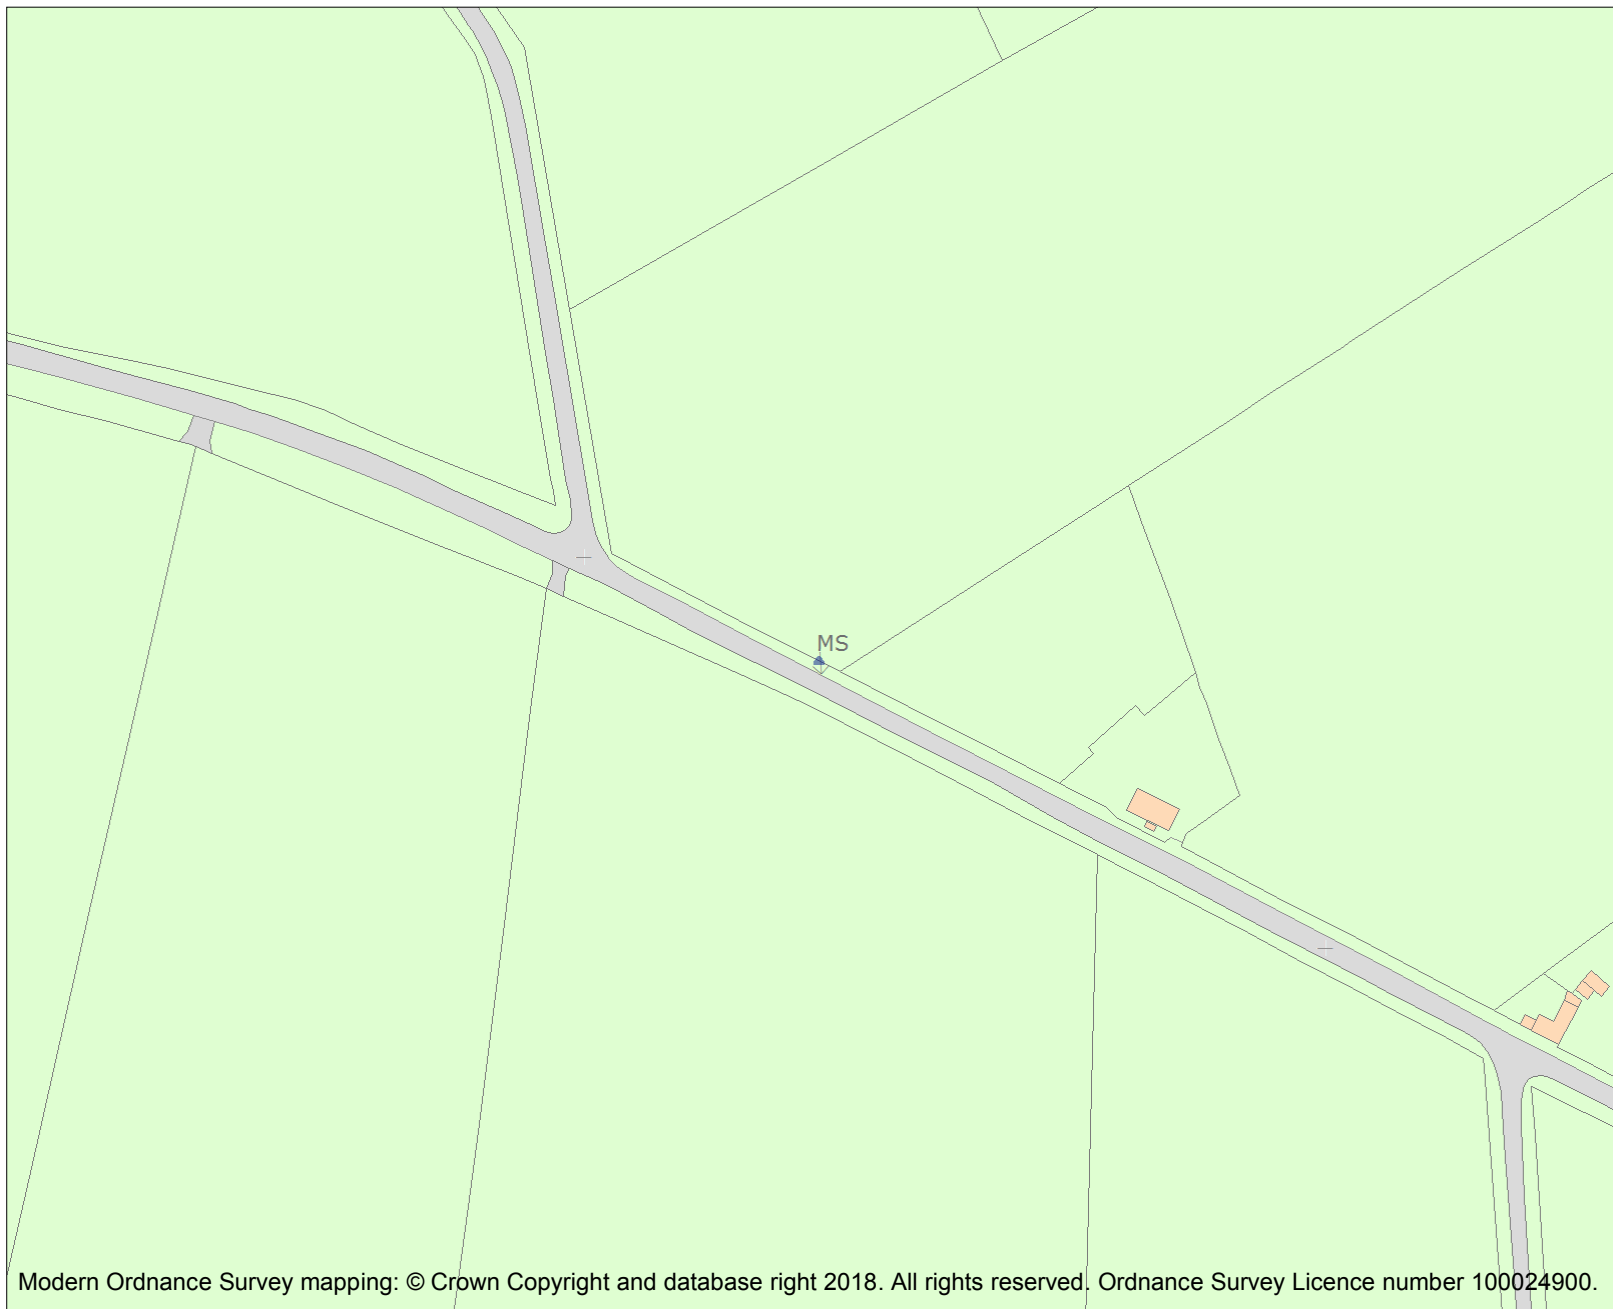 MS
Modern Ordnance Survey mapping: © Crown Copyright and database right 2018. All rights reserved. Ordnance Survey Licence number 100024900.